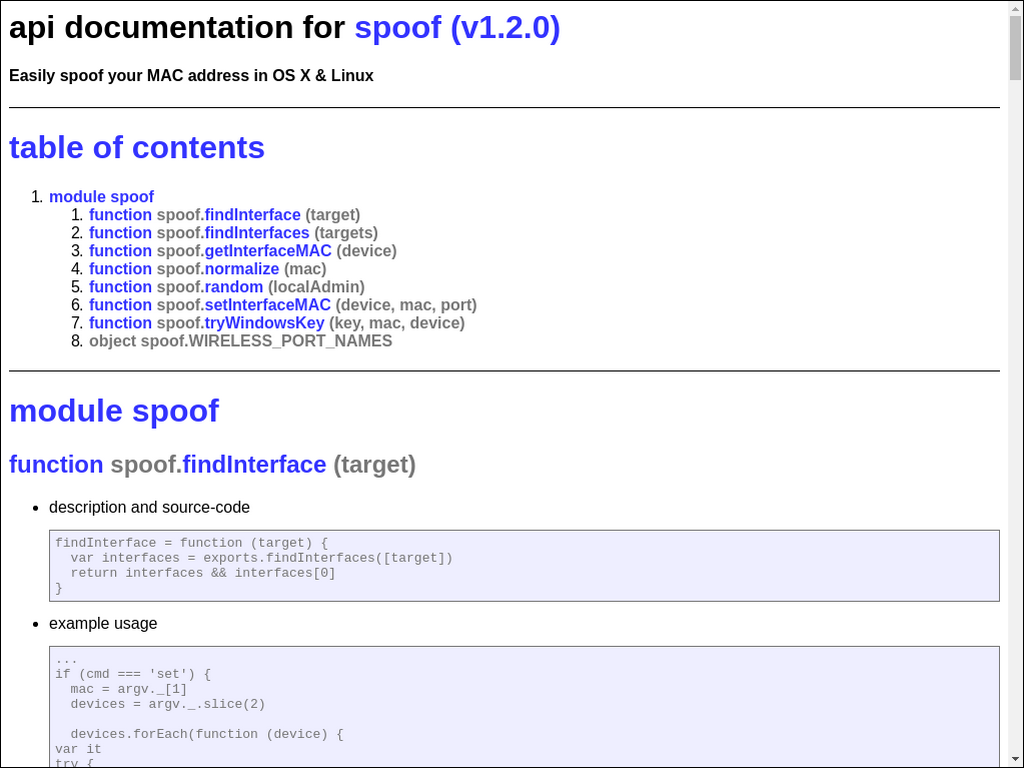 api documentation for spoof (v1.2.0)
Easily spoof your MAC address in OS X & Linux
table of contents
1. module spoof
1. function spoof.findInterface (target)
2. function spoof.findInterfaces (targets)
3. function spoof.getInterfaceMAC (device)
4. function spoof.normalize (mac)
5. function spoof.random (localAdmin)
6. function spoof.setInterfaceMAC (device, mac, port)
7. function spoof.tryWindowsKey (key, mac, device)
8. object spoof.WIRELESS_PORT_NAMES
module spoof
function spoof.findInterface (target)
• description and source-code
findInterface = function (target) {
  var interfaces = exports.findInterfaces([target])
  return interfaces && interfaces[0]
}
• example usage
...
if (cmd === 'set') {
  mac = argv._[1]
  devices = argv._.slice(2)
  devices.forEach(function (device) {
var it
try {